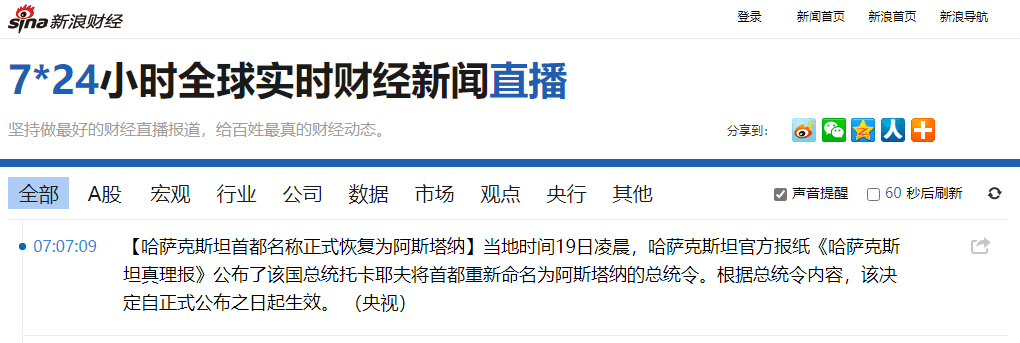 sina新浪财经 登录 新闻首页 新浪首页 新浪导航
7*24小时全球实时财经新闻直播
坚持做最好的财经直播报道，给百姓最真的财经动态。 分享到：
全部 A股 宏观 行业 公司 数据 市场 观点 央行 其他 声音提醒 60 秒后刷新
07:07:09 【哈萨克斯坦首都名称正式恢复为阿斯塔纳】当地时间19日凌晨，哈萨克斯坦官方报纸《哈萨克斯
坦真理报》公布了该国总统托卡耶夫将首都重新命名为阿斯塔纳的总统令。根据总统令内容，该决
定自正式公布之日起生效。（央视）